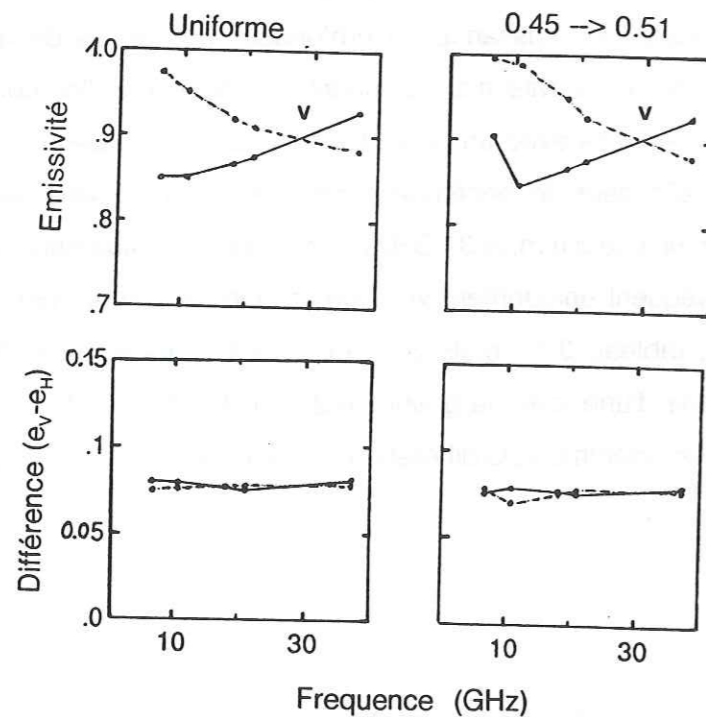 Uniforme
0.45 --> 0.51
1.0
.9
.8
.7
Emissivité
V
V
0.15
.1
0.05
.0
Différence (eV-eH)
10
30
10
30
Frequence (GHz)